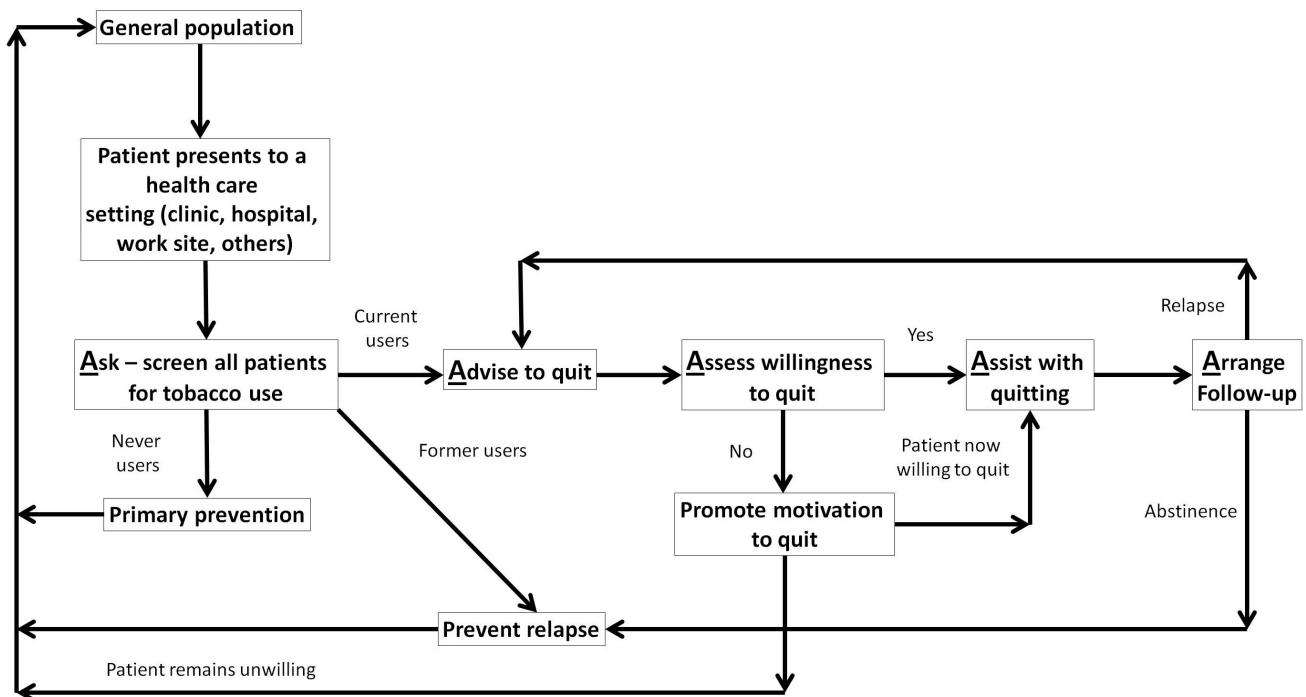 General population
Patient presents to a
health care
setting (clinic, hospital,
work site, others)
Ask – screen all patients
for tobacco use
Current
users
Advise to quit
Assess willingness
to quit
Yes
Assist with
quitting
Relapse
Arrange
Follow-up
Never
users
Former users
No
Patient now
willing to quit
Primary prevention
Promote motivation
to quit
Abstinence
Prevent relapse
Patient remains unwilling